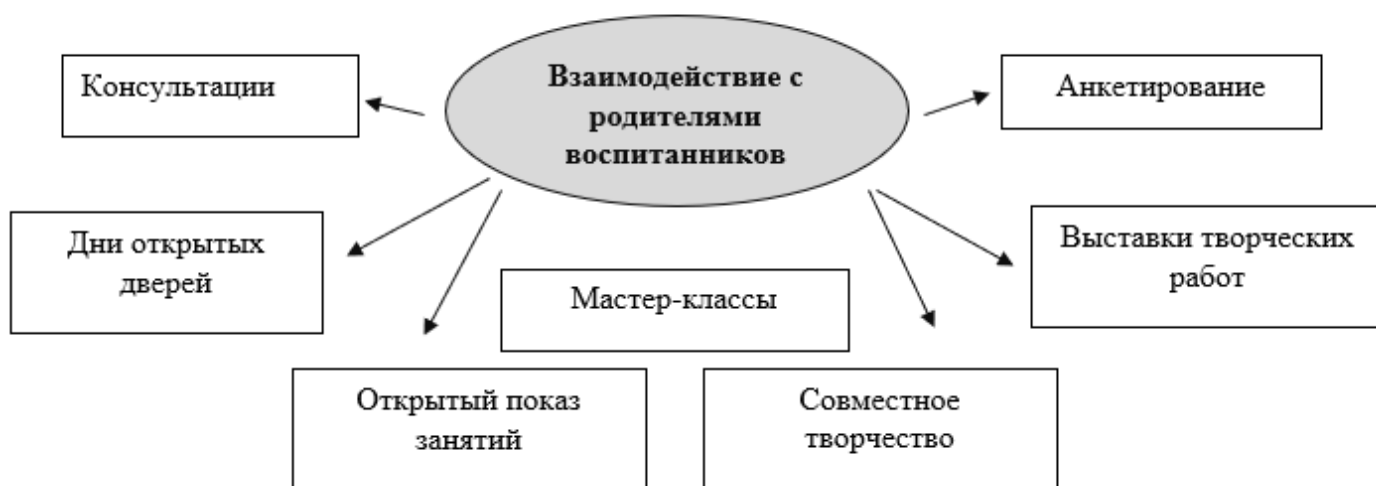 Взаимодействие с
родителями
воспитанников
Консультации
Анкетирование
Дни открытых
дверей
Выставки творческих
работ
Мастер-классы
Открытый показ
занятий
Совместное
творчество